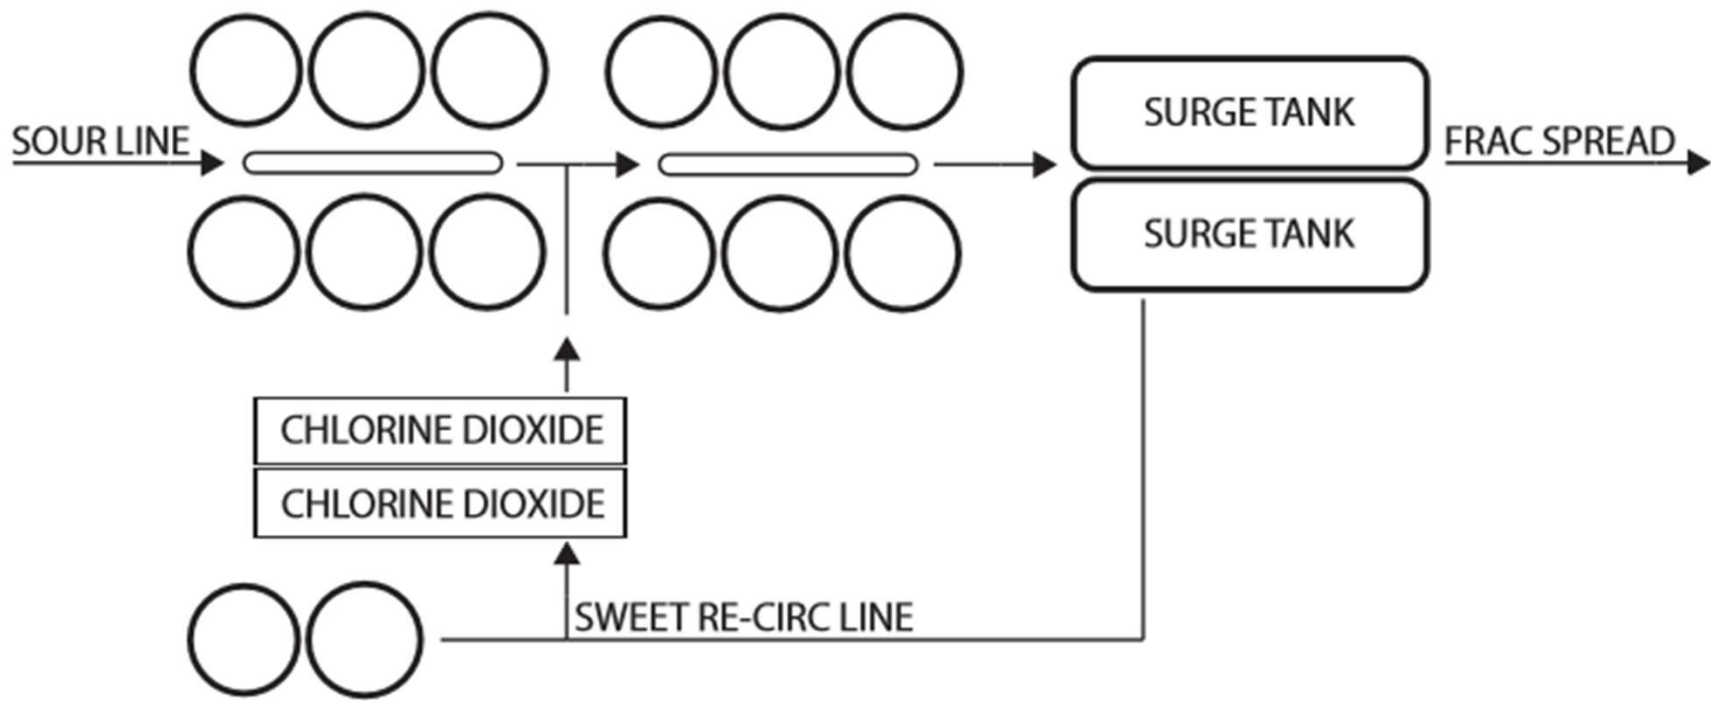 SOUR LINE
SURGE TANK
FRAC SPREAD
SURGE TANK
CHLORINE DIOXIDE
CHLORINE DIOXIDE
SWEET RE-CIRC LINE